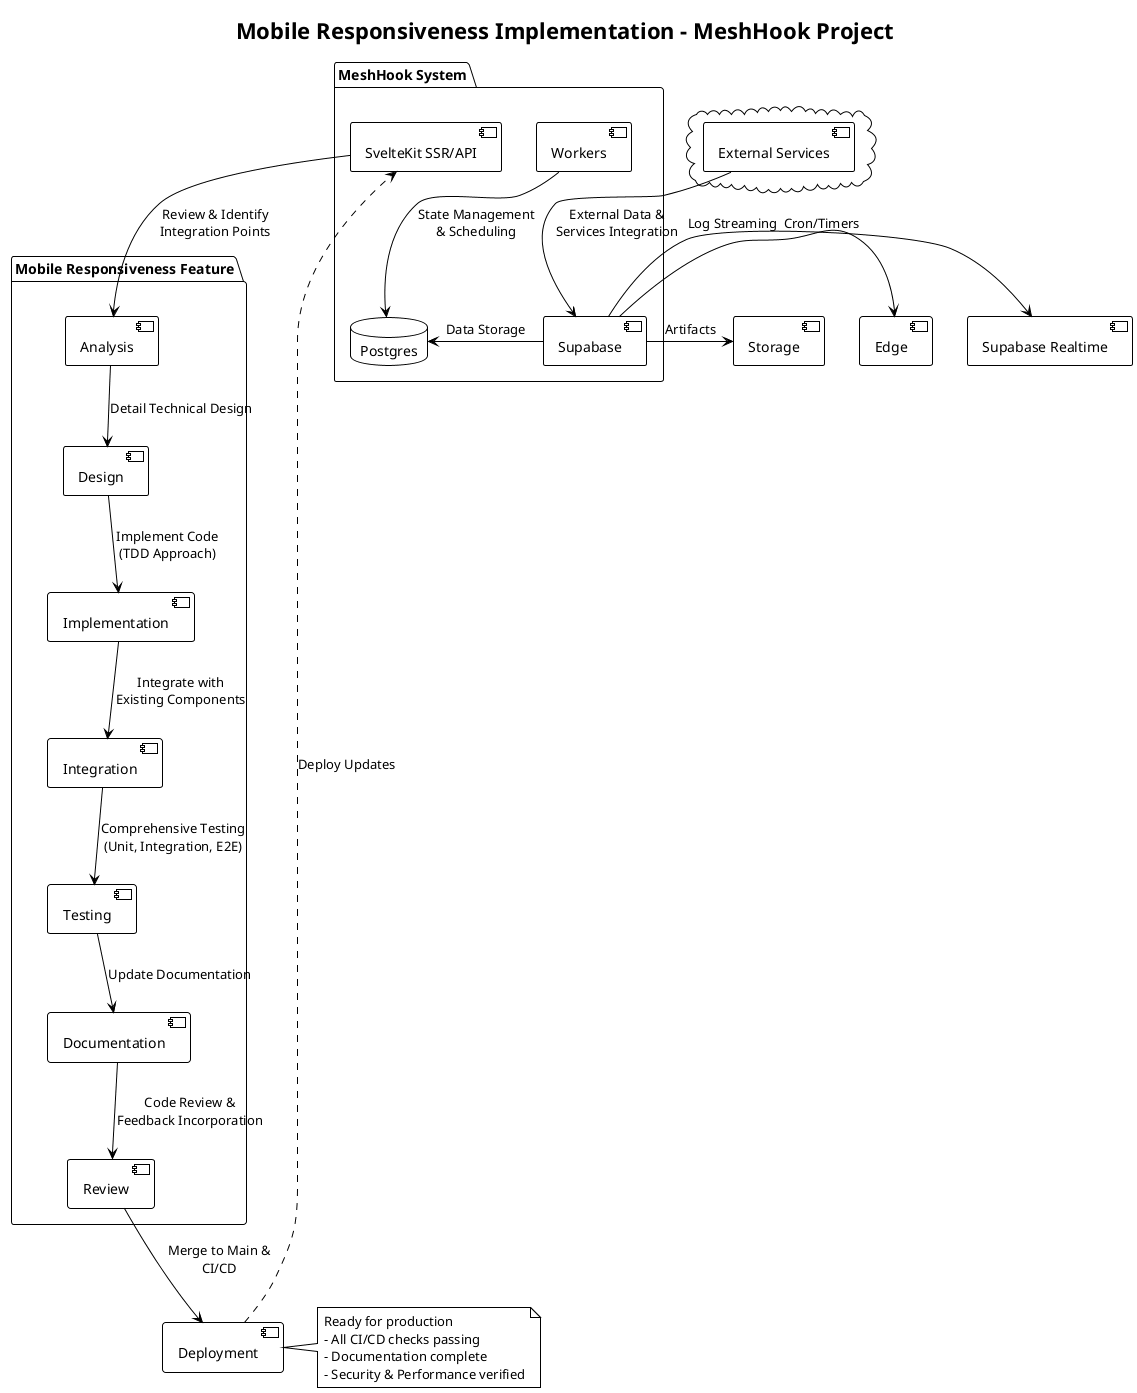 Mobile Responsiveness Implementation - MeshHook Project
MeshHook System
SvelteKit SSR/API
Workers
External Services
Review & Identify
Integration Points
State Management
& Scheduling
External Data &
Services Integration
Log Streaming
Cron/Timers
Mobile Responsiveness Feature
Analysis
Postgres
Data Storage
Supabase
Artifacts
Storage
Edge
Supabase Realtime
Detail Technical Design
Design
Implement Code
(TDD Approach)
Implementation
Integrate with
Existing Components
Integration
Deploy Updates
Comprehensive Testing
(Unit, Integration, E2E)
Testing
Update Documentation
Documentation
Code Review &
Feedback Incorporation
Review
Merge to Main &
CI/CD
Deployment
Ready for production
- All CI/CD checks passing
- Documentation complete
- Security & Performance verified